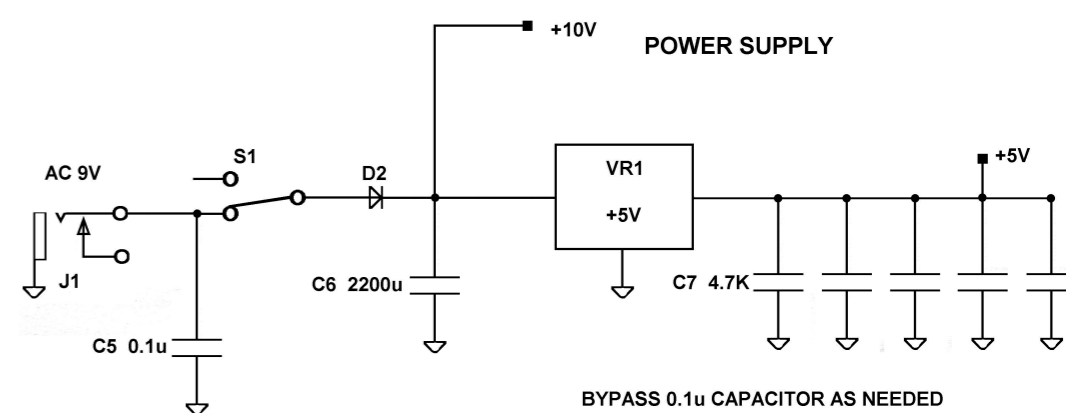 +10V
POWER SUPPLY
S1
AC 9V
D2
VR1
+5V
+5V
J1
C6 2200u
C7 4.7K
C5 0.1u
BYPASS 0.1u CAPACITOR AS NEEDED